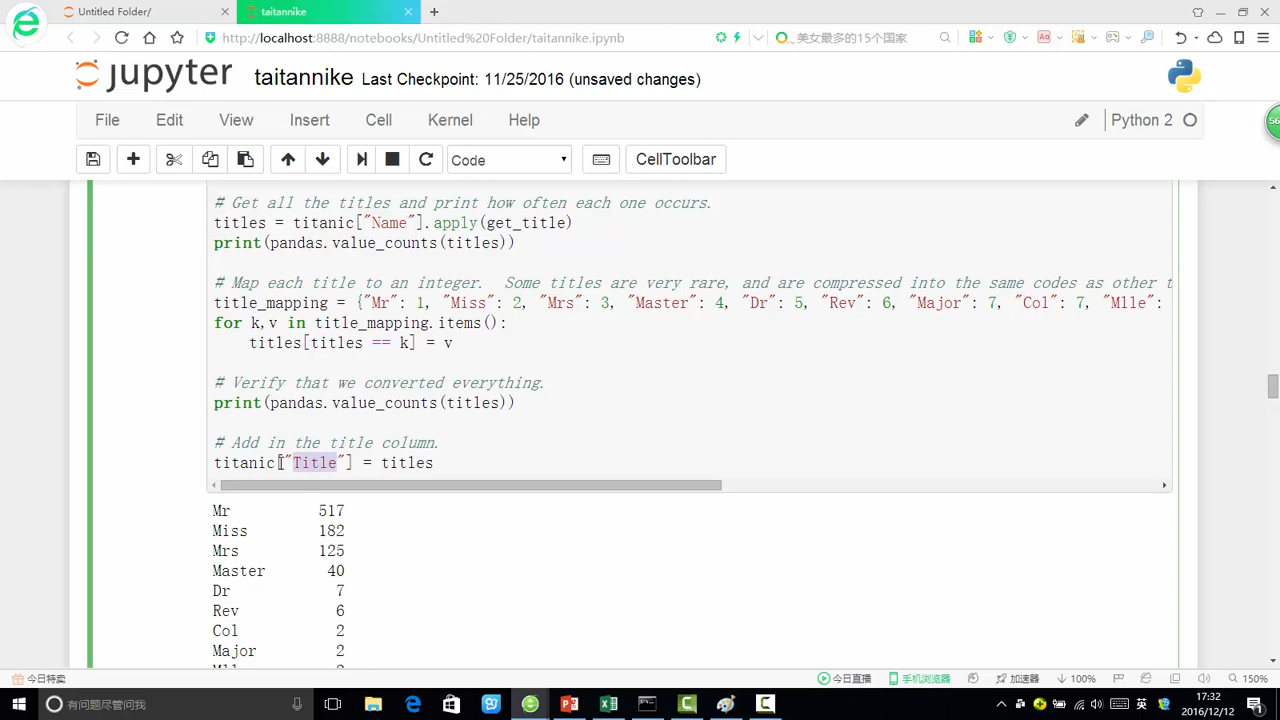 Untitled Folder/
taitannike
http://localhost:8888/notebooks/Untitled%20Folder/taitannike.ipynb
美女最多的15个国家
jupyter taitannike Last Checkpoint: 11/25/2016 (unsaved changes)
File Edit View Insert Cell Kernel Help Python 2
Code CellToolbar
56
# Get all the titles and print how often each one occurs.
titles = titanic["Name"].apply(get_title)
print(pandas.value_counts(titles))
# Map each title to an integer.  Some titles are very rare, and are compressed into the same codes as other t
title_mapping = {"Mr": 1, "Miss": 2, "Mrs": 3, "Master": 4, "Dr": 5, "Rev": 6, "Major": 7, "Col": 7, "Mlle":
for k,v in title_mapping.items():
    titles[titles == k] = v
# Verify that we converted everything.
print(pandas.value_counts(titles))
# Add in the title column.
titanic["Title"] = titles
Mr 517
Miss 182
Mrs 125
Master 40
Dr 7
Rev 6
Col 2
Major 2
今日特卖 今日直播 手机浏览器 加速器 100% 150%
有问题尽管问我
英 17:32
2016/12/12